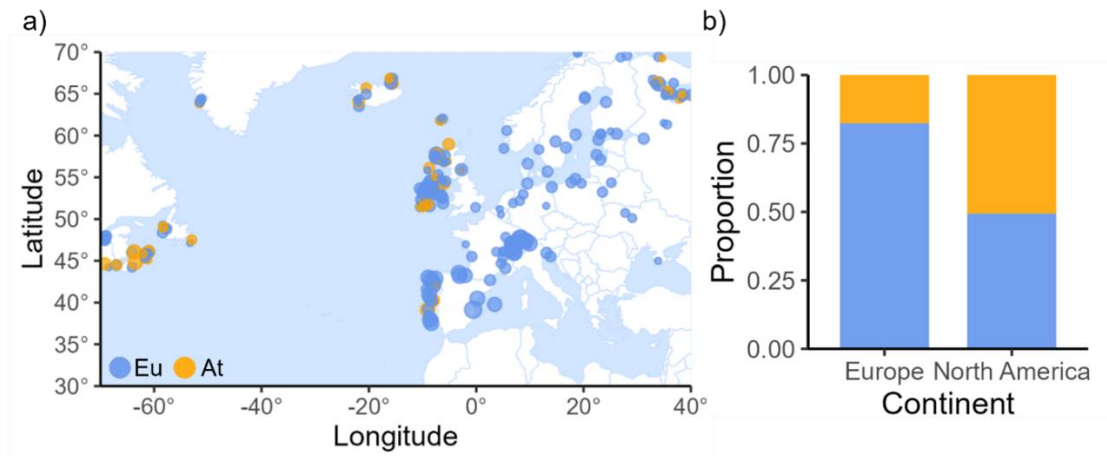 a)
70°
65°
60°
55°
50°
45°
40°
35°
30°
Latitude
Eu At
-60° -40° -20° 0° 20° 40°
Longitude
b)
1.00
0.75
0.50
0.25
0.00
Proportion
Europe North America
Continent